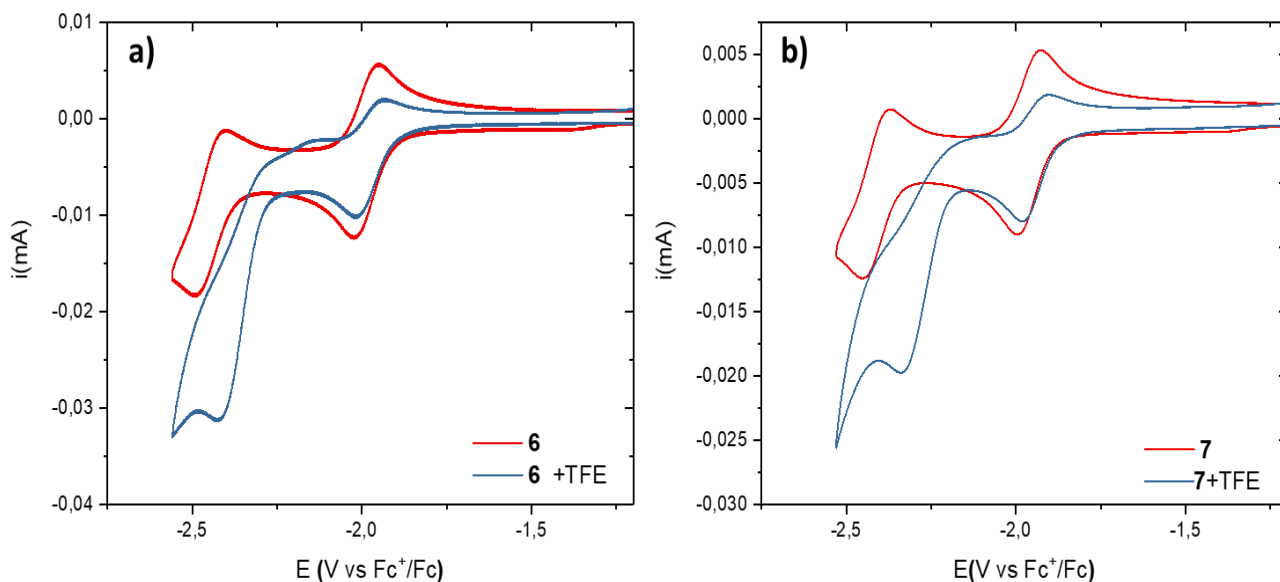 a)
0,01
0,00
-0,01
-0,02
-0,03
-0,04
i(mA)
-2,5
-2,0
-1,5
E (V vs Fc⁺/Fc)
6
6 +TFE
b)
0,005
0,000
-0,005
-0,010
-0,015
-0,020
-0,025
-0,030
i(mA)
-2,5
-2,0
-1,5
E(V vs Fc⁺/Fc)
7
7+TFE